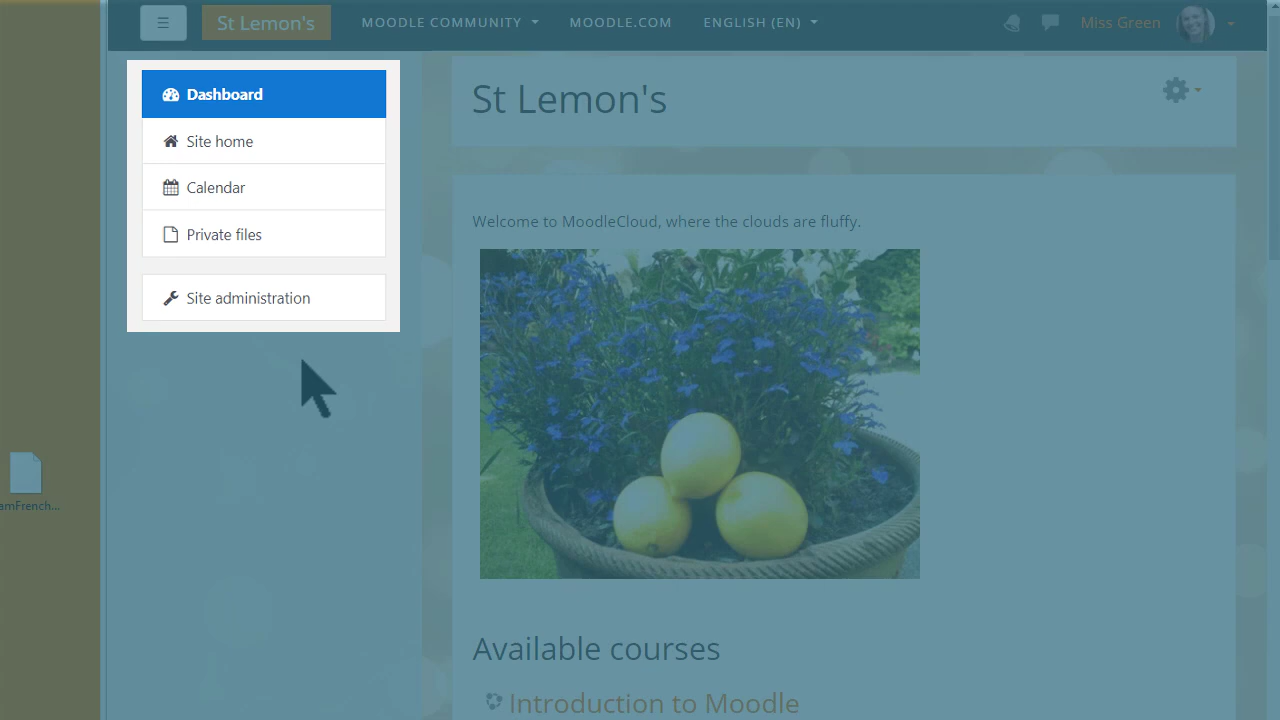 St Lemon's
MOODLE COMMUNITY
MOODLE.COM
ENGLISH (EN)
Miss Green
Dashboard
Site home
Calendar
Private files
Site administration
St Lemon's
Welcome to MoodleCloud, where the clouds are fluffy.
amFrench...
Available courses
Introduction to Moodle